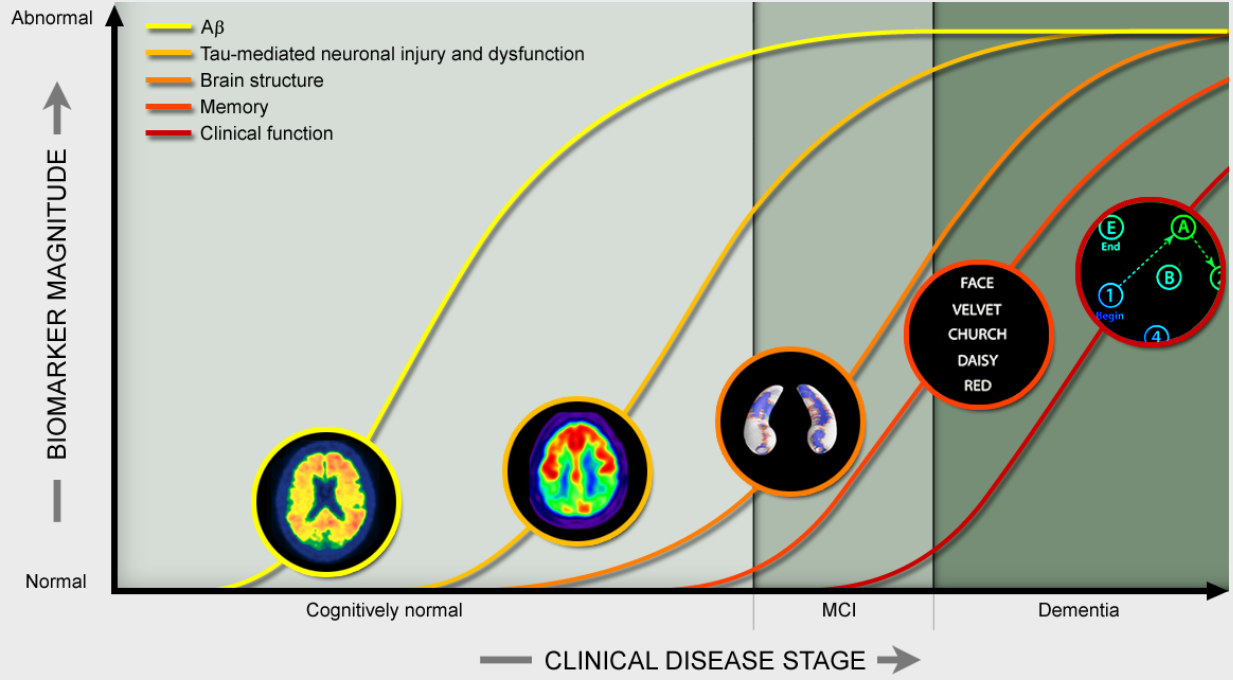 Abnormal
Aβ
Tau-mediated neuronal injury and dysfunction
Brain structure
Memory
Clinical function
BIOMARKER MAGNITUDE
E
End
A
B
1
Begin
2
4
FACE
VELVET
CHURCH
DAISY
RED
Normal
Cognitively normal
MCI
Dementia
CLINICAL DISEASE STAGE